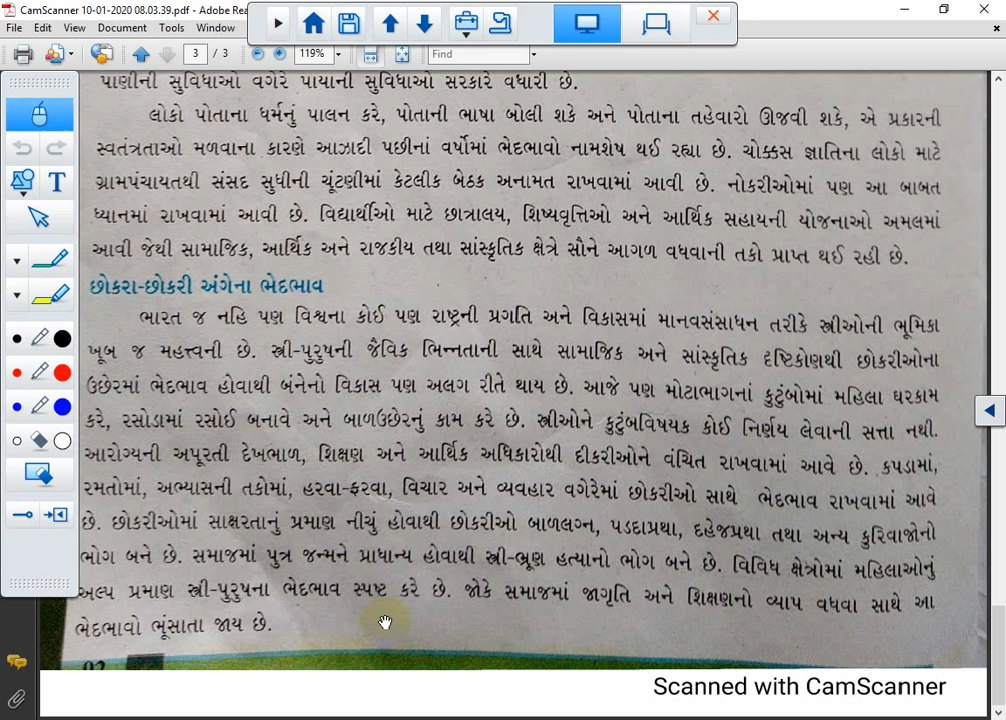 CamScanner 10-01-2020 08.03.39.pdf - Adobe Rea
File Edit View Document Tools Window
3 / 3 119% Find
પાણીની સુવિધાઓ વગેરે પાયાની સુવિધાઓ સરકારે વધારી છે.
લોકો પોતાના ધર્મનું પાલન કરે, પોતાની ભાષા બોલી શકે અને પોતાના તહેવારો ઊજવી શકે, એ પ્રકારની
સ્વતંત્રતાઓ મળવાના કારણે આઝાદી પછીનાં વર્ષોમાં ભેદભાવો નામશેષ થઈ રહ્યા છે. ચોક્કસ જ્ઞાતિના લોકો માટે
ગ્રામપંચાયતથી સંસદ સુધીની ચૂંટણીમાં કેટલીક બેઠક અનામત રાખવામાં આવી છે. નોકરીઓમાં પણ આ બાબત
ધ્યાનમાં રાખવામાં આવી છે. વિદ્યાર્થીઓ માટે છાત્રાલય, શિષ્યવૃત્તિઓ અને આર્થિક સહાયની યોજનાઓ અમલમાં
આવી જેથી સામાજિક, આર્થિક અને રાજકીય તથા સાંસ્કૃતિક ક્ષેત્રે સૌને આગળ વધવાની તકો પ્રાપ્ત થઈ રહી છે.
છોકરા-છોકરી અંગેના ભેદભાવ
ભારત જ નહિ પણ વિશ્વના કોઈ પણ રાષ્ટ્રની પ્રગતિ અને વિકાસમાં માનવસંસાધન તરીકે સ્ત્રીઓની ભૂમિકા
ખૂબ જ મહત્ત્વની છે. સ્ત્રી-પુરુષની જૈવિક ભિન્નતાની સાથે સામાજિક અને સાંસ્કૃતિક દૃષ્ટિકોણથી છોકરીઓના
ઉછેરમાં ભેદભાવ હોવાથી બંનેનો વિકાસ પણ અલગ રીતે થાય છે. આજે પણ મોટાભાગનાં કુટુંબોમાં મહિલા ઘરકામ
કરે, રસોડામાં રસોઈ બનાવે અને બાળઉછેરનું કામ કરે છે. સ્ત્રીઓને કુટુંબવિષયક કોઈ નિર્ણય લેવાની સત્તા નથી.
આરોગ્યની અપૂરતી દેખભાળ, શિક્ષણ અને આર્થિક અધિકારોથી દીકરીઓને વંચિત રાખવામાં આવે છે. કપડામાં,
રમતોમાં, અભ્યાસની તકોમાં, હરવા-ફરવા, વિચાર અને વ્યવહાર વગેરેમાં છોકરીઓ સાથે ભેદભાવ રાખવામાં આવે
છે. છોકરીઓમાં સાક્ષરતાનું પ્રમાણ નીચું હોવાથી છોકરીઓ બાળલગ્ન, પડદાપ્રથા, દહેજપ્રથા તથા અન્ય કુરિવાજોનો
ભોગ બને છે. સમાજમાં પુત્ર જન્મને પ્રાધાન્ય હોવાથી સ્ત્રી-ભ્રૂણ હત્યાનો ભોગ બને છે. વિવિધ ક્ષેત્રોમાં મહિલાઓનું
અલ્પ પ્રમાણ સ્ત્રી-પુરુષના ભેદભાવ સ્પષ્ટ કરે છે. જોકે સમાજમાં જાગૃતિ અને શિક્ષણનો વ્યાપ વધવા સાથે આ
ભેદભાવો ભૂંસાતા જાય છે.
Scanned with CamScanner